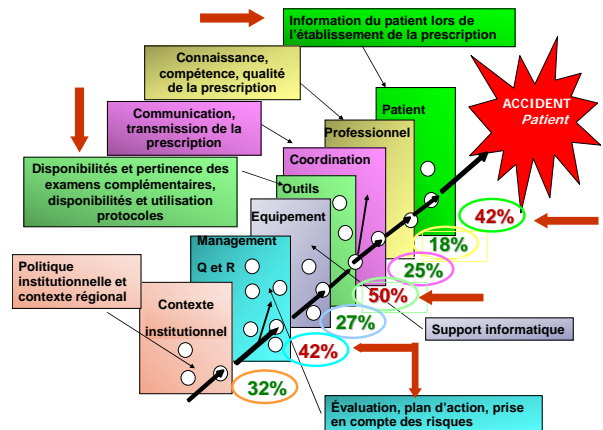 Information du patient lors de
l'établissement de la prescription
Connaissance,
compétence, qualité
de la prescription
Communication,
transmission de la
prescription
Disponibilités et pertinence des
examens complémentaires,
disponibilités et utilisation
protocoles
Politique
institutionnelle et
contexte régional
Patient
Professionnel
Coordination
Outils
Equipement
Management
Q et R
Contexte
institutionnel
ACCIDENT
Patient
42%
18%
25%
50%
27%
42%
32%
Support informatique
Évaluation, plan d'action, prise
en compte des risques